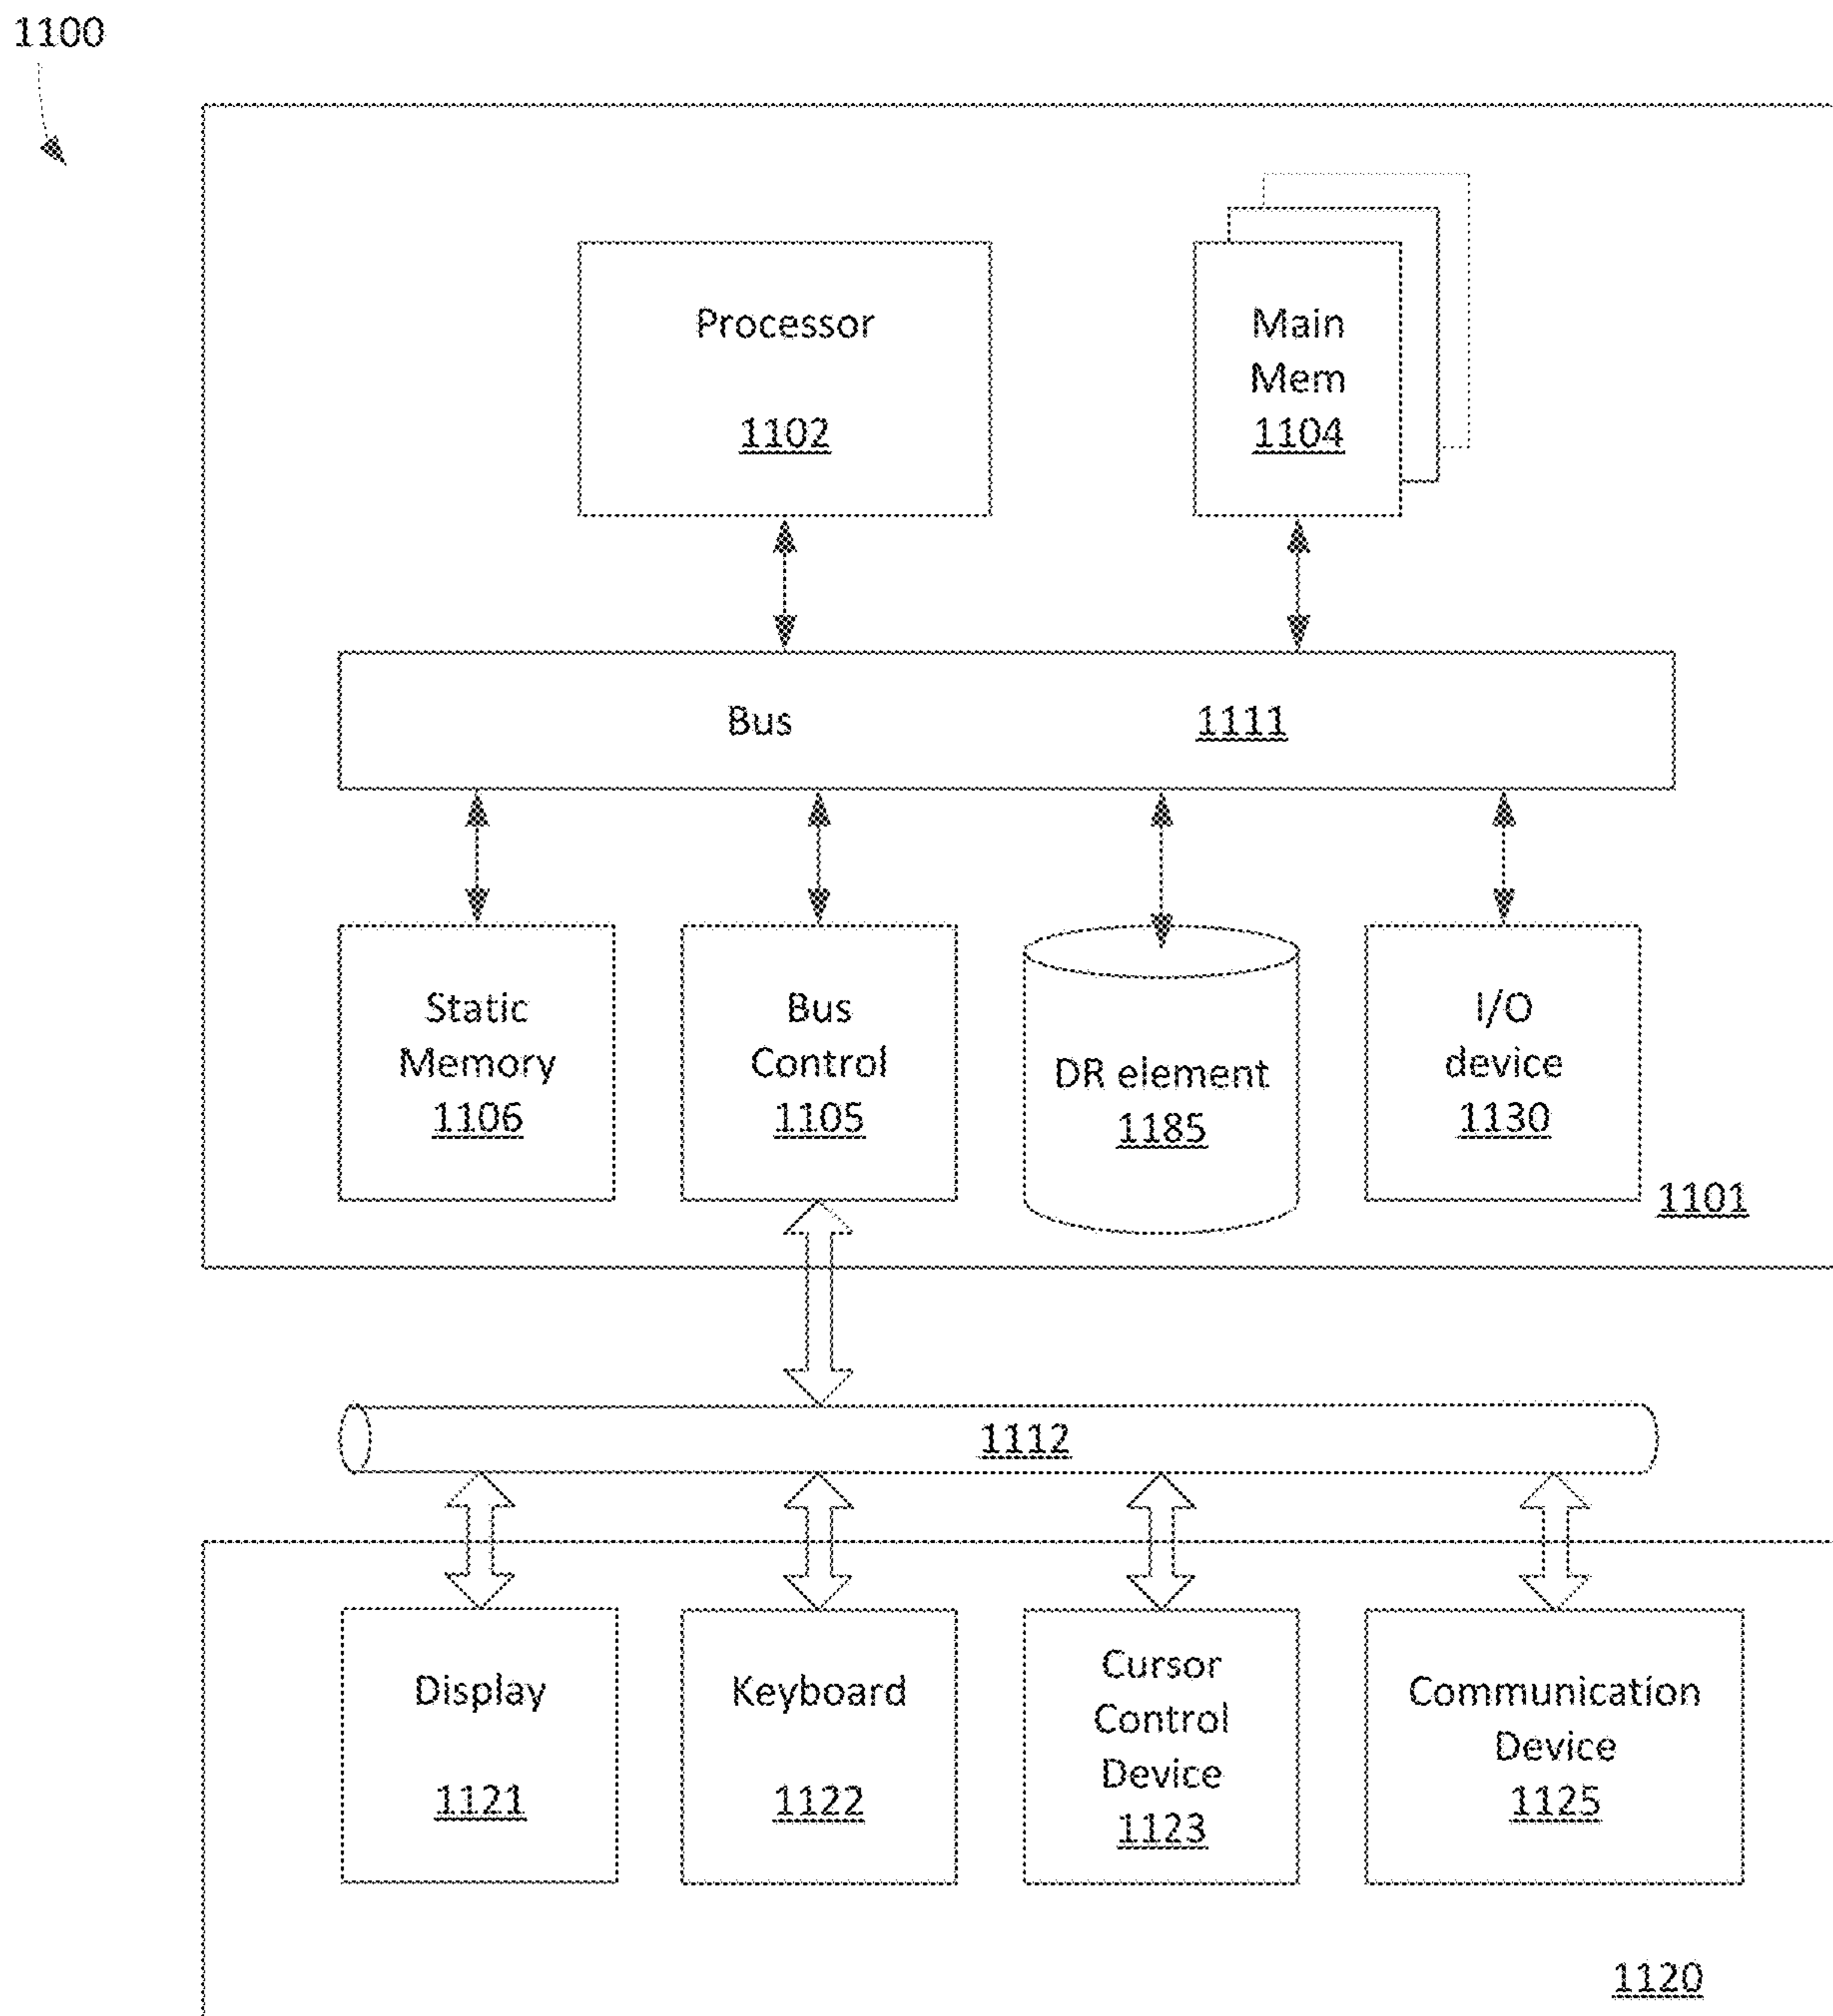 1100
Processor
1102
Main
Mem
1104
Bus
1111
Static
Memory
1106
Bus
Control
1105
DR element
1185
I/O
device
1130
1101
1112
Display
1121
Keyboard
1122
Cursor
Control
Device
1123
Communication
Device
1125
1120